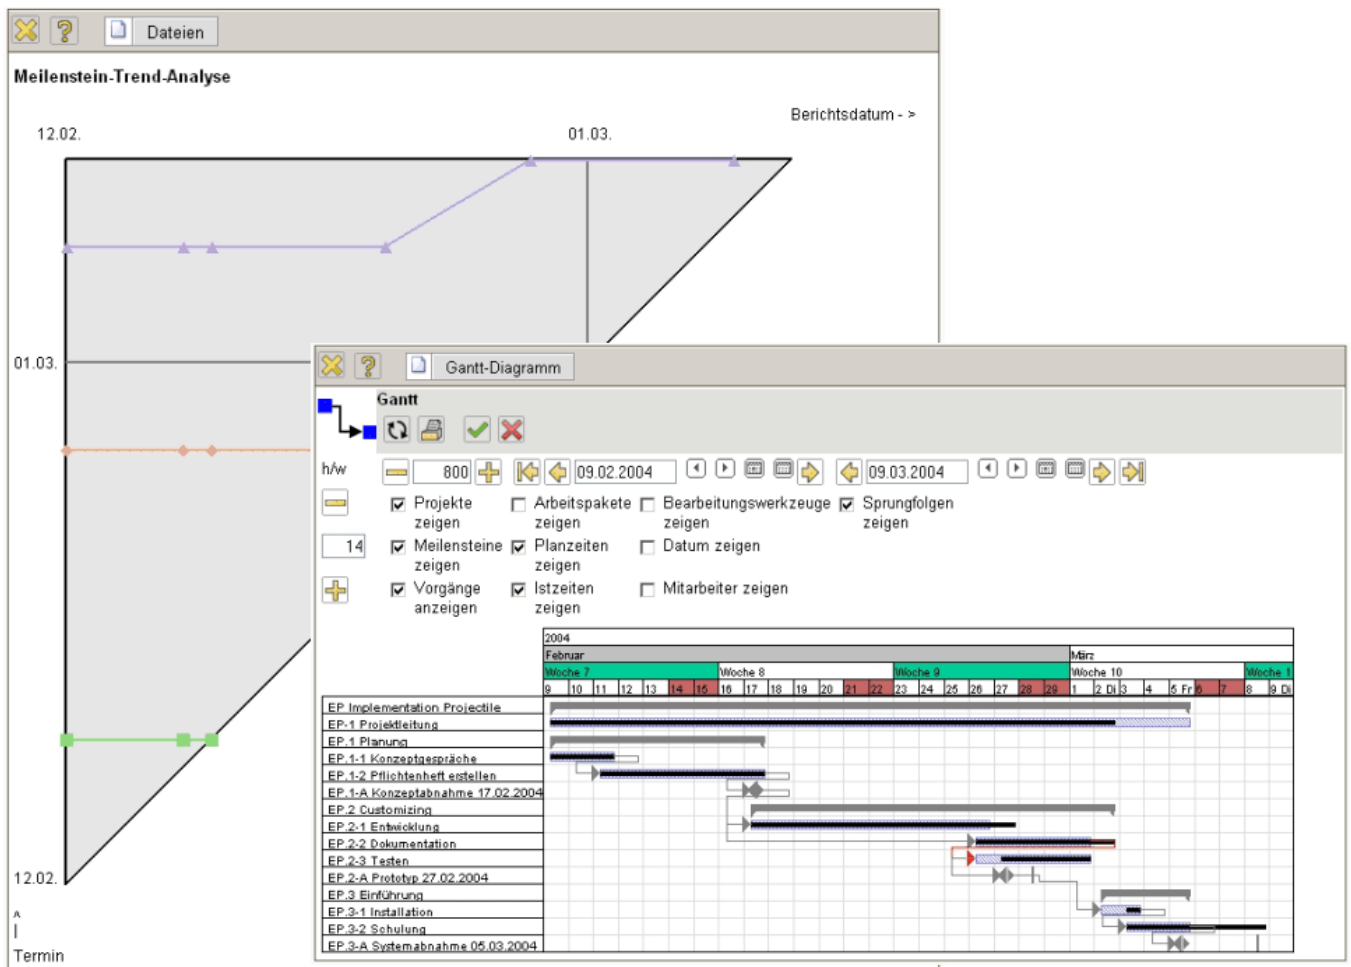 Dateien
Meilenstein-Trend-Analyse
Berichtsdatum - >
12.02.
01.03.
01.03.
12.02.
^
|
Termin
Gantt-Diagramm
Gantt
h/w
800
09.02.2004
09.03.2004
Projekte zeigen
Arbeitspakete zeigen
Bearbeitungswerkzeuge zeigen
Sprungfolgen zeigen
14
Meilensteine zeigen
Planzeiten zeigen
Datum zeigen
Vorgänge anzeigen
Istzeiten zeigen
Mitarbeiter zeigen
2004
Februar
März
Woche 7
Woche 8
Woche 9
Woche 10
Woche 1
9 10 11 12 13 14 15 16 17 18 19 20 21 22 23 24 25 26 27 28 29 1 2 Di 3 4 5 Fr 6 7 8 9 Di
EP Implementation Projectile
EP-1 Projektleitung
EP.1 Planung
EP.1-1 Konzeptgespräche
EP.1-2 Pflichtenheft erstellen
EP.1-A Konzeptabnahme 17.02.2004
EP.2 Customizing
EP.2-1 Entwicklung
EP.2-2 Dokumentation
EP.2-3 Testen
EP.2-A Prototyp 27.02.2004
EP.3 Einführung
EP.3-1 Installation
EP.3-2 Schulung
EP.3-A Systemabnahme 05.03.2004